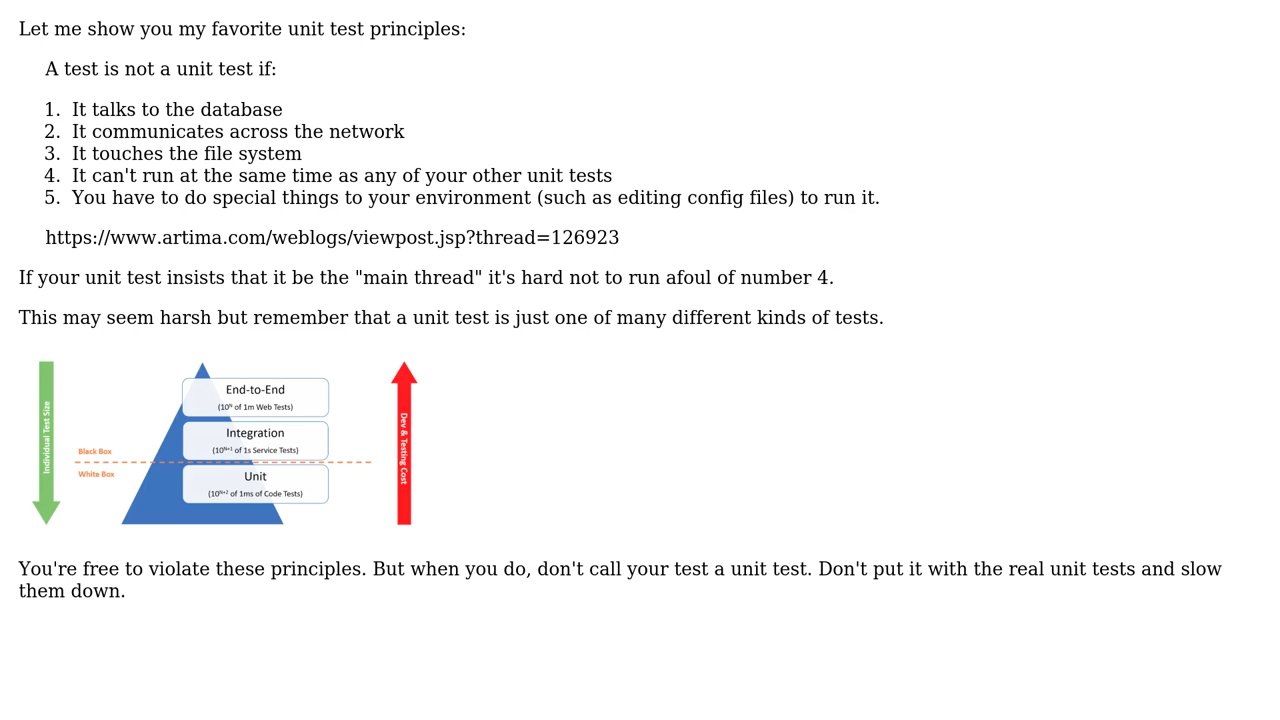 Let me show you my favorite unit test principles:
A test is not a unit test if:
1. It talks to the database
2. It communicates across the network
3. It touches the file system
4. It can't run at the same time as any of your other unit tests
5. You have to do special things to your environment (such as editing config files) to run it.
https://www.artima.com/weblogs/viewpost.jsp?thread=126923
If your unit test insists that it be the "main thread" it's hard not to run afoul of number 4.
This may seem harsh but remember that a unit test is just one of many different kinds of tests.
Individual Test Size
End-to-End
(10ᴺ of 1m Web Tests)
Integration
(10ᴺ⁺¹ of 1s Service Tests)
Black Box
White Box
Unit
(10ᴺ⁺² of 1ms of Code Tests)
Dev & Testing Cost
You're free to violate these principles. But when you do, don't call your test a unit test. Don't put it with the real unit tests and slow
them down.